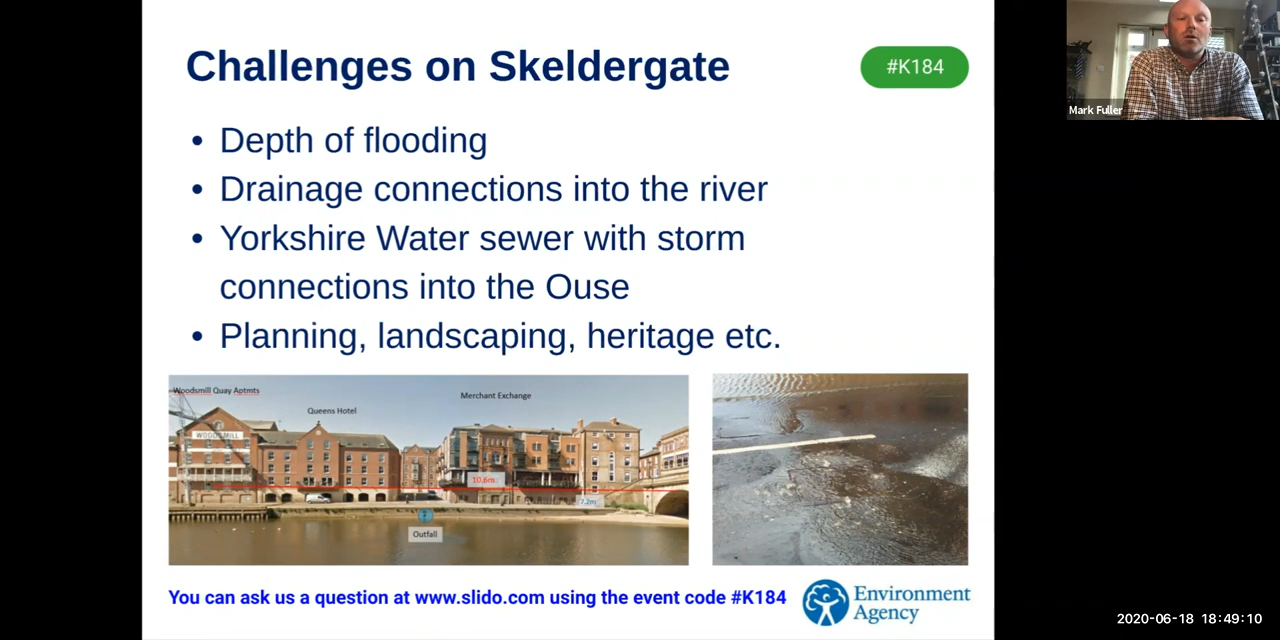 Challenges on Skeldergate
#K184
• Depth of flooding
• Drainage connections into the river
• Yorkshire Water sewer with storm
connections into the Ouse
• Planning, landscaping, heritage etc.
Woodsmill Quay Aptmts
Queens Hotel
Merchant Exchange
WOODSMILL
10.6m
7.2m
Outfall
You can ask us a question at www.slido.com using the event code #K184
Environment
Agency
Mark Fuller
2020-06-18 18:49:10